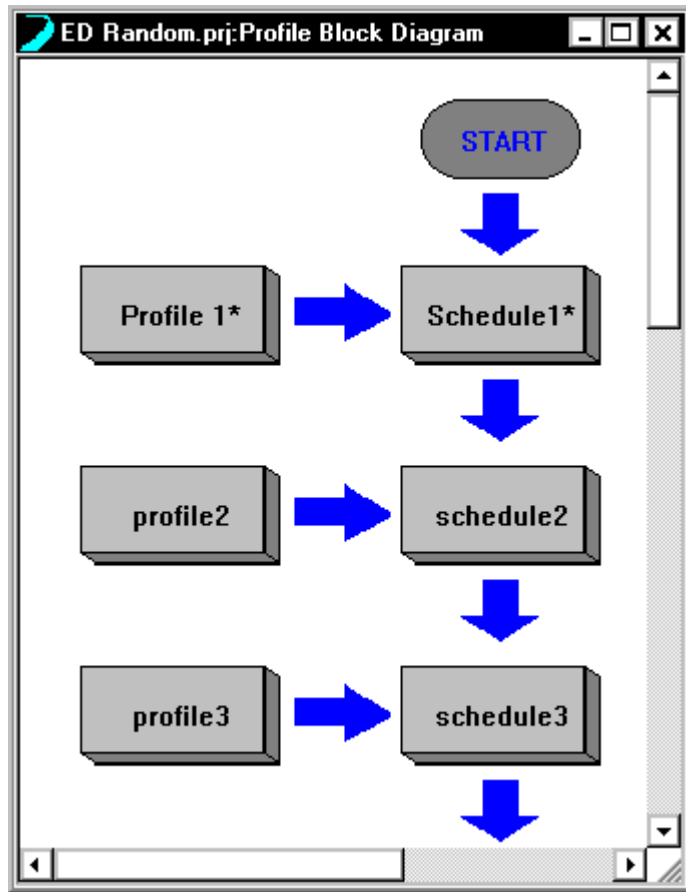 ED Random.prj:Profile Block Diagram
START
Profile 1*
Schedule1*
profile2
schedule2
profile3
schedule3